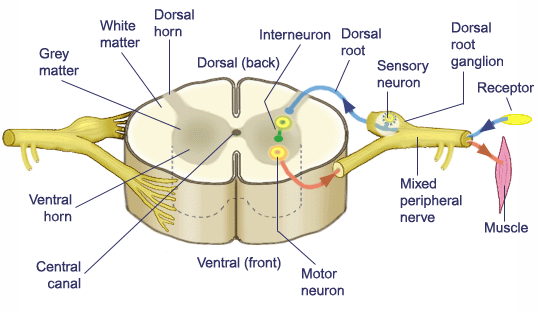 Dorsal
horn
White
matter
Grey
matter
Dorsal (back)
Interneuron
Dorsal
root
Sensory
neuron
Dorsal
root
ganglion
Receptor
Ventral
horn
Central
canal
Ventral (front)
Motor
neuron
Mixed
peripheral
nerve
Muscle